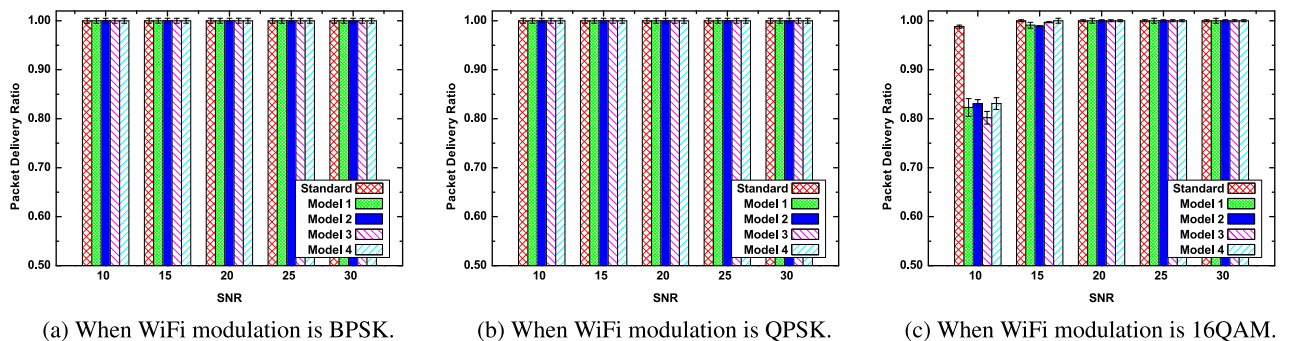 Packet Delivery Ratio
1.00
0.90
0.80
0.70
0.60
0.50
Standard
Model 1
Model 2
Model 3
Model 4
10 15 20 25 30
SNR
(a) When WiFi modulation is BPSK.
Packet Delivery Ratio
1.00
0.90
0.80
0.70
0.60
0.50
Standard
Model 1
Model 2
Model 3
Model 4
10 15 20 25 30
SNR
(b) When WiFi modulation is QPSK.
Packet Delivery Ratio
1.00
0.90
0.80
0.70
0.60
0.50
Standard
Model 1
Model 2
Model 3
Model 4
10 15 20 25 30
SNR
(c) When WiFi modulation is 16QAM.